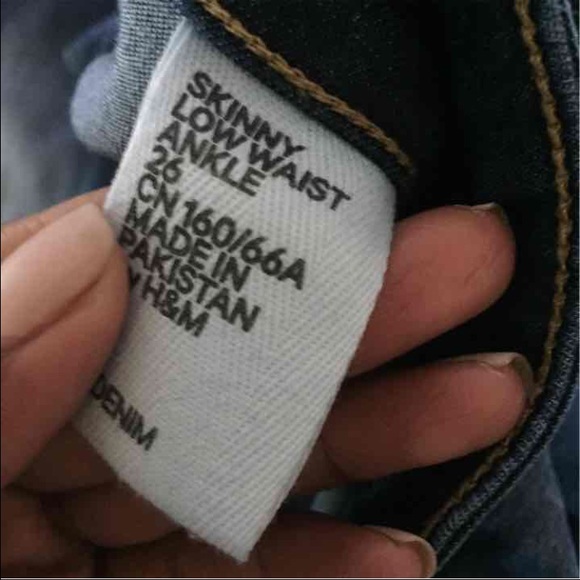 SKINNY
LOW WAIST
ANKLE
26
CN 160/66A
MADE IN
PAKISTAN
H&M
DENIM